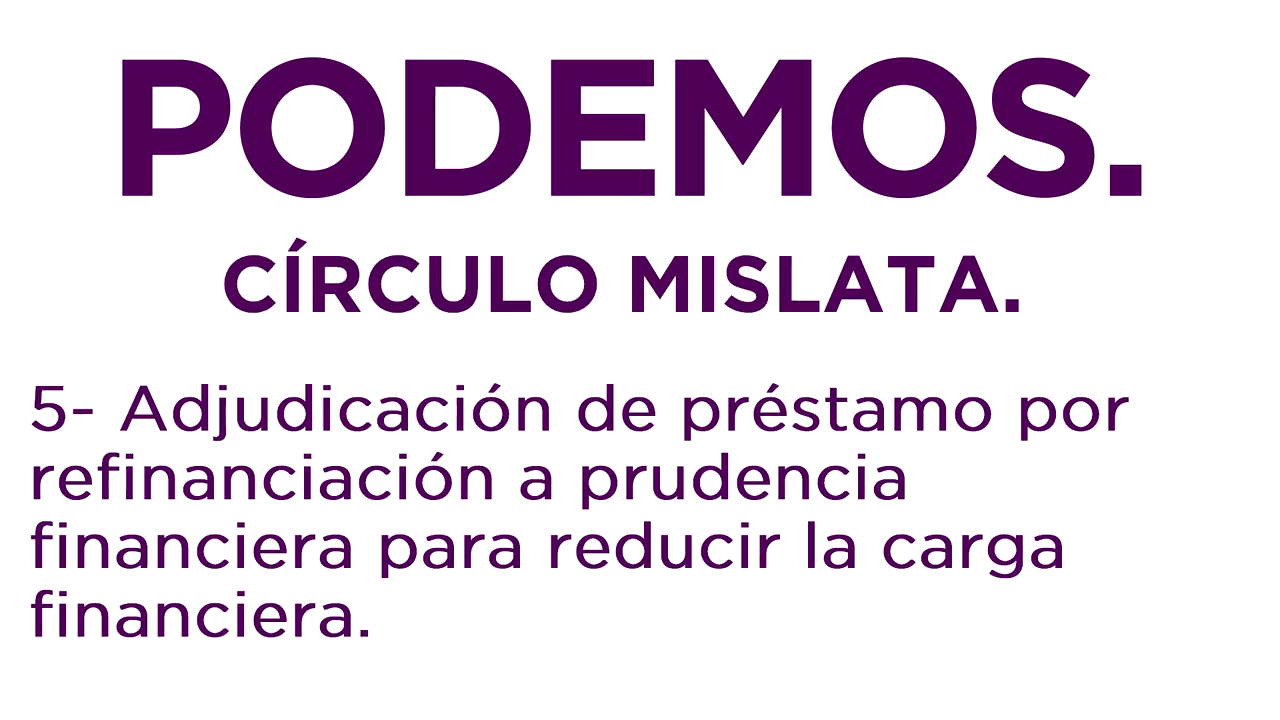 PODEMOS.
CÍRCULO MISLATA.
5- Adjudicación de préstamo por
refinanciación a prudencia
financiera para reducir la carga
financiera.